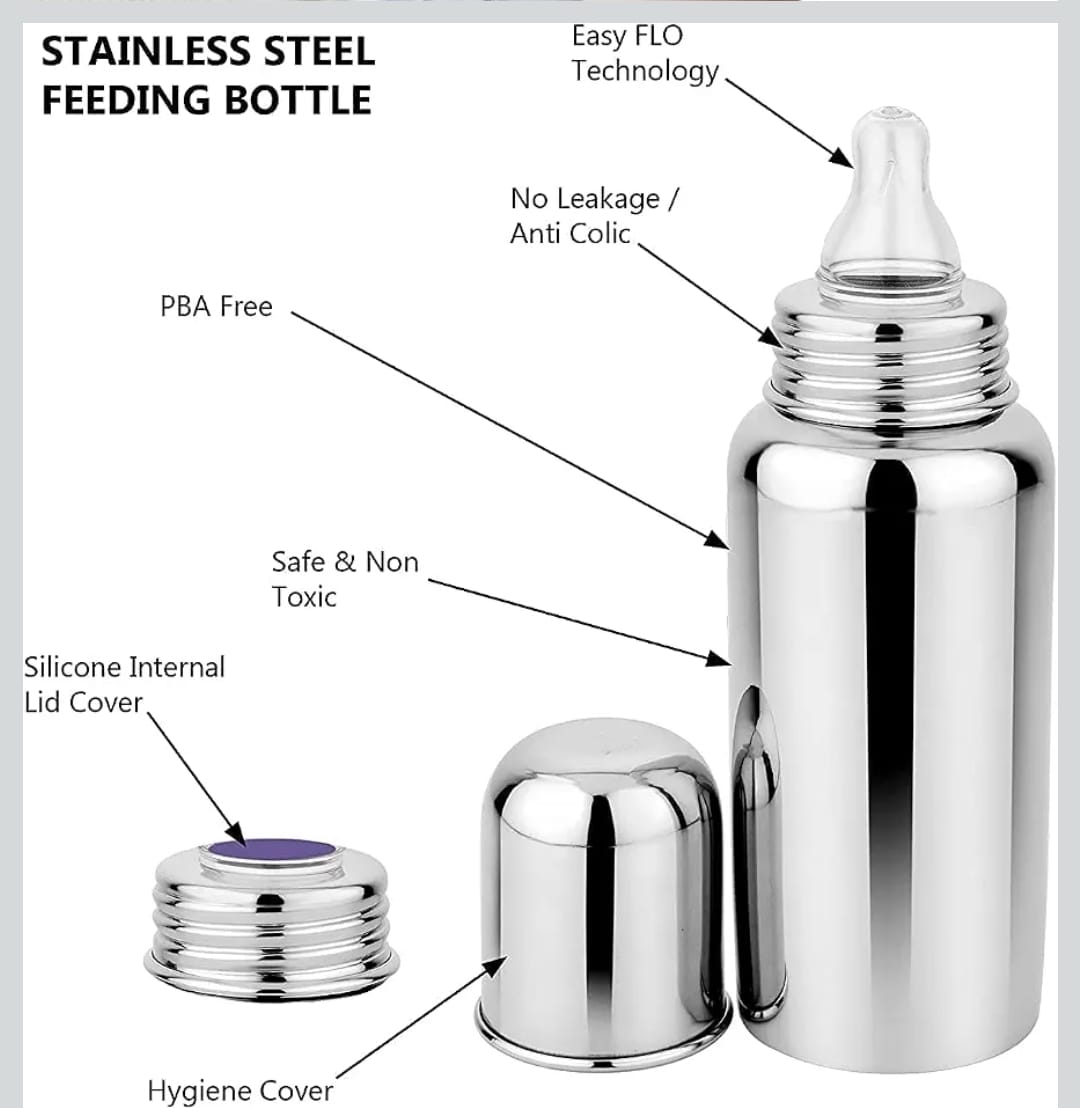 STAINLESS STEEL
FEEDING BOTTLE
Easy FLO
Technology
No Leakage /
Anti Colic
PBA Free
Safe & Non
Toxic
Silicone Internal
Lid Cover
Hygiene Cover